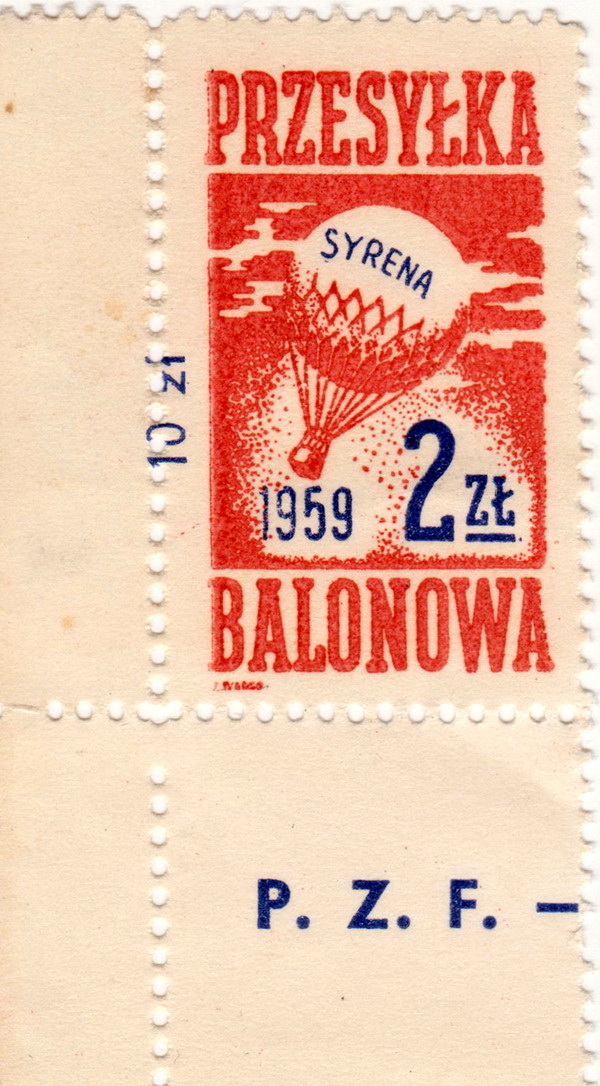 PRZESYŁKA
SYRENA
10 zł
1959 2 ZŁ
BALONOWA
P. Z. F. –